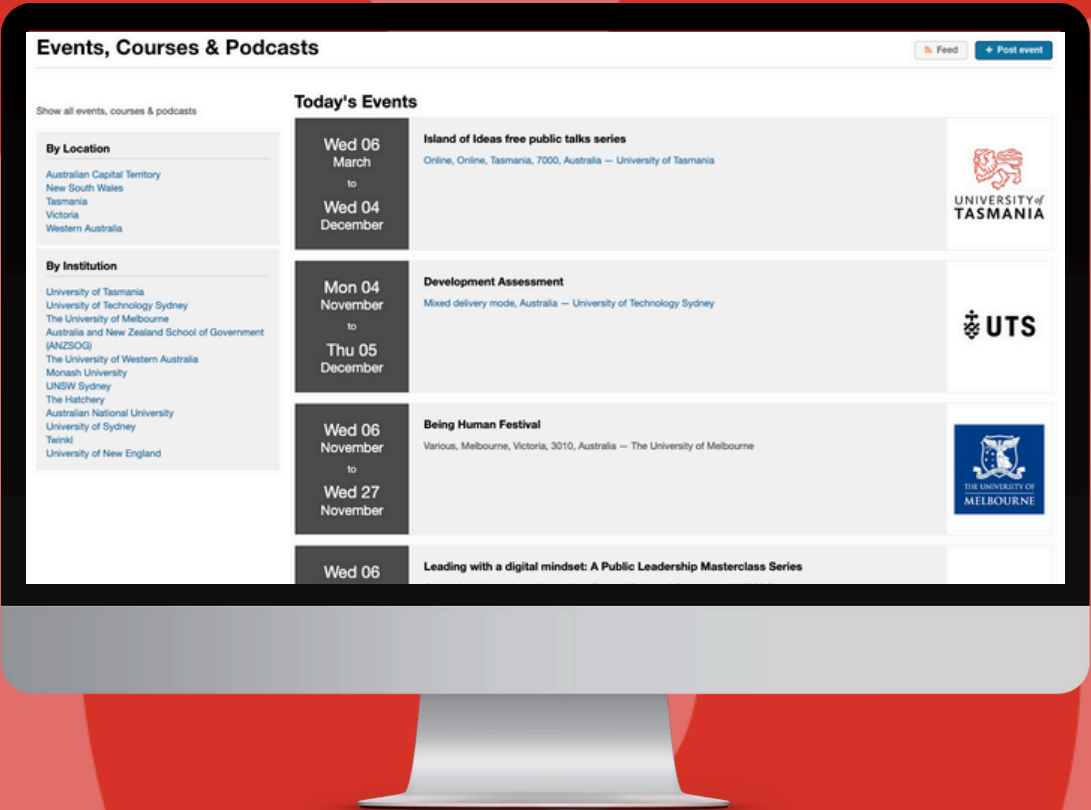 Events, Courses & Podcasts
Feed
+ Post event
Show all events, courses & podcasts
By Location
Australian Capital Territory
New South Wales
Tasmania
Victoria
Western Australia
By Institution
University of Tasmania
University of Technology Sydney
The University of Melbourne
Australia and New Zealand School of Government
(ANZSOG)
The University of Western Australia
Monash University
UNSW Sydney
The Hatchery
Australian National University
University of Sydney
Twinkl
University of New England
Today's Events
Wed 06
March
to
Wed 04
December
Island of Ideas free public talks series
Online, Online, Tasmania, 7000, Australia — University of Tasmania
UNIVERSITY of
TASMANIA
Mon 04
November
to
Thu 05
December
Development Assessment
Mixed delivery mode, Australia — University of Technology Sydney
UTS
Wed 06
November
to
Wed 27
November
Being Human Festival
Various, Melbourne, Victoria, 3010, Australia — The University of Melbourne
THE UNIVERSITY OF
MELBOURNE
Wed 06
Leading with a digital mindset: A Public Leadership Masterclass Series